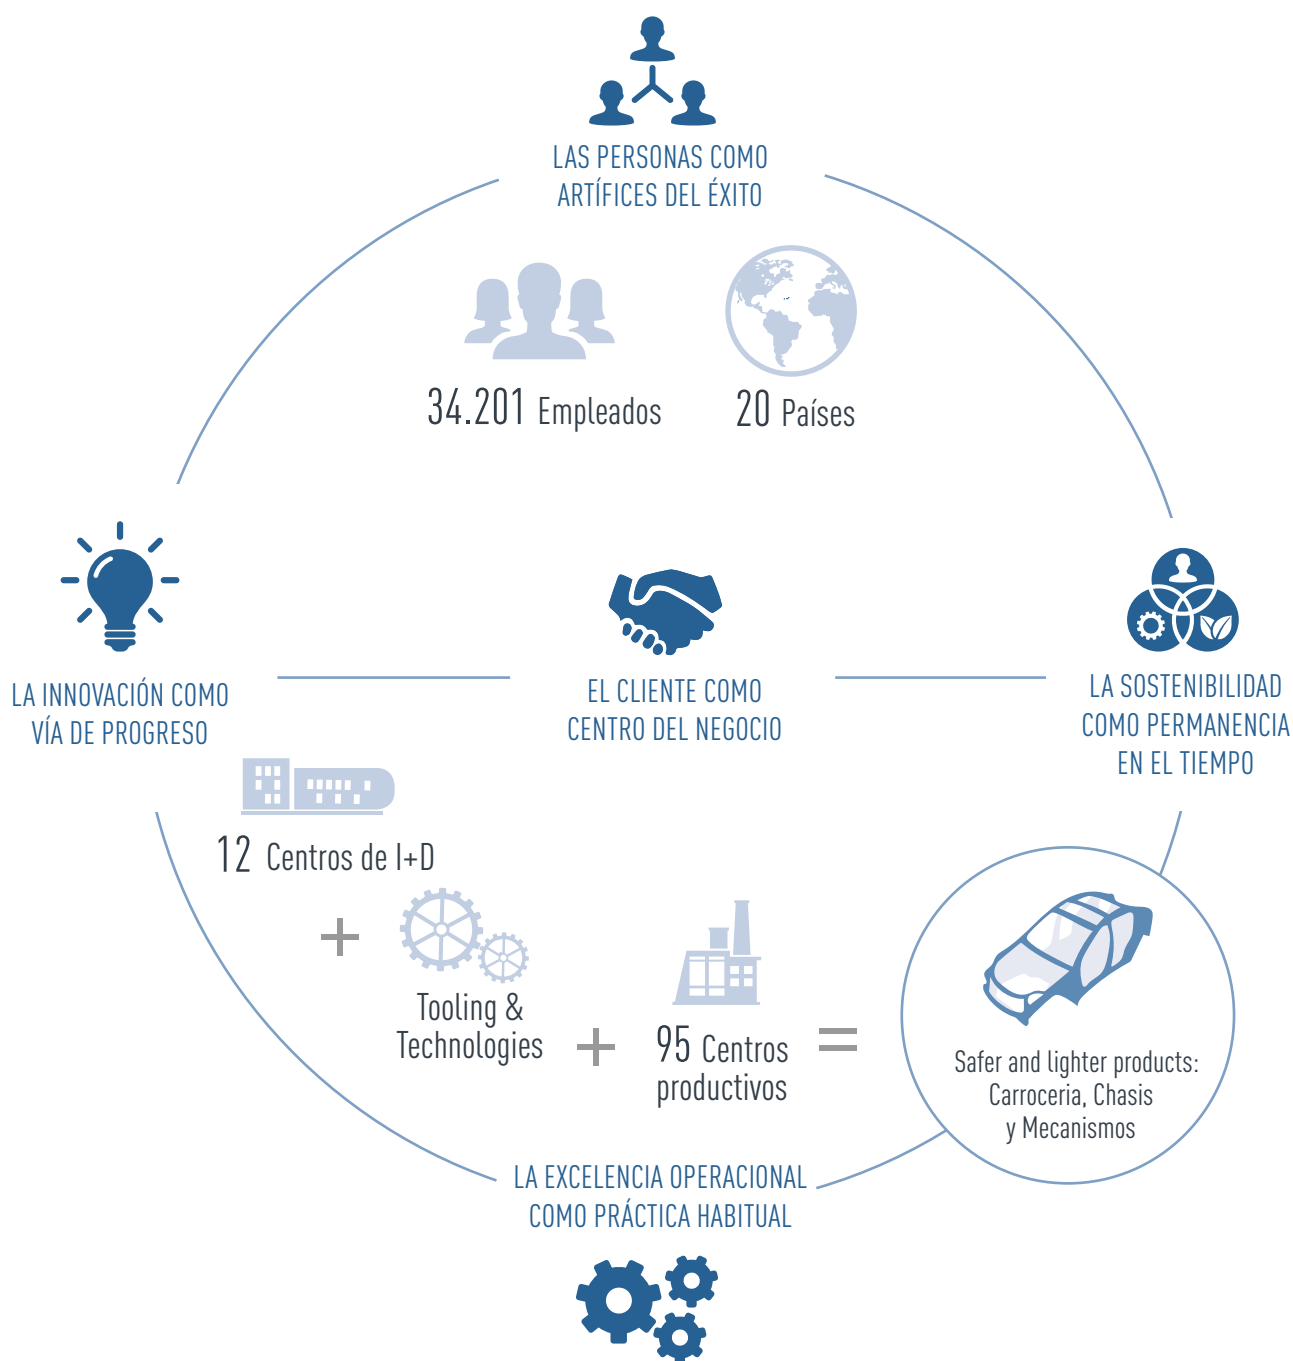 LAS PERSONAS COMO
ARTÍFICES DEL ÉXITO
34.201 Empleados
20 Países
LA INNOVACIÓN COMO
VÍA DE PROGRESO
EL CLIENTE COMO
CENTRO DEL NEGOCIO
LA SOSTENIBILIDAD
COMO PERMANENCIA
EN EL TIEMPO
12 Centros de I+D
+
Tooling &
Technologies
+
95 Centros
productivos
=
Safer and lighter products:
Carroceria, Chasis
y Mecanismos
LA EXCELENCIA OPERACIONAL
COMO PRÁCTICA HABITUAL